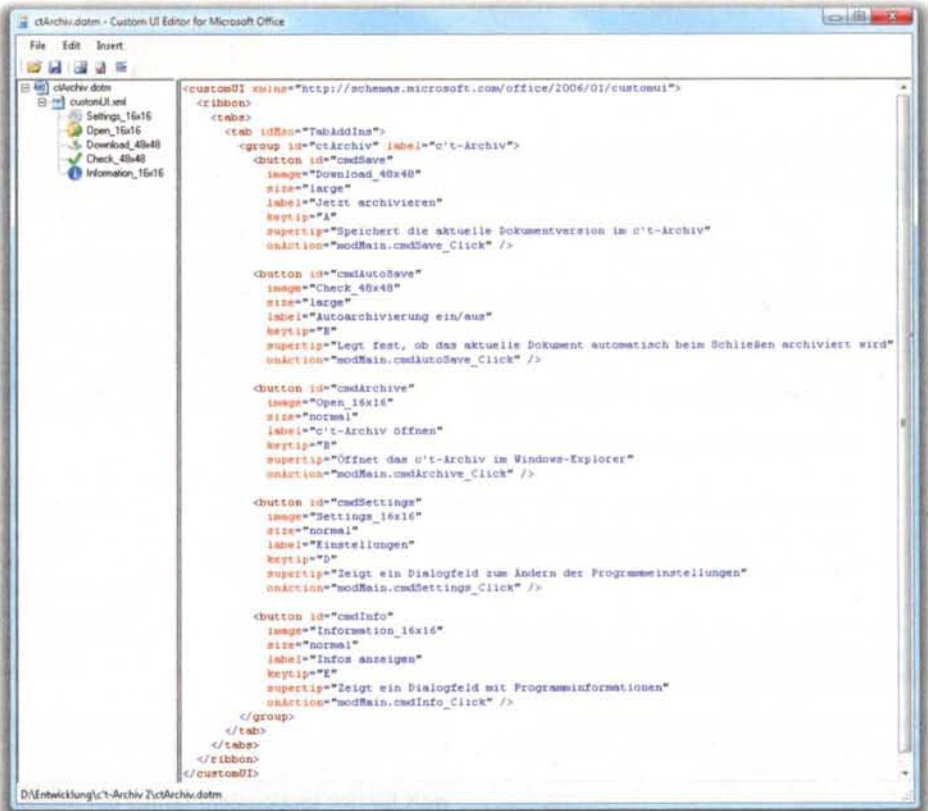 ctArchiv.dotm - Custom UI Editor for Microsoft Office
File Edit Insert
ctArchiv.dotm
customUI.xml
Settings_16x16
Open_16x16
Download_48x48
Check_48x48
Information_16x16
<customUI xmlns="http://schemas.microsoft.com/office/2006/01/customui">
<ribbon>
<tabs>
<tab idMso="TabAddIns">
<group id="ctArchiv" label="c't-Archiv">
<button id="cmdSave"
image="Download_48x48"
size="large"
label="Jetzt archivieren"
keytip="A"
supertip="Speichert die aktuelle Dokumentversion im c't-Archiv"
onAction="modMain.cmdSave_Click" />
<button id="cmdAutoSave"
image="Check_48x48"
size="large"
label="Autoarchivierung ein/aus"
keytip="B"
supertip="Legt fest, ob das aktuelle Dokument automatisch beim Schließen archiviert wird"
onAction="modMain.cmdAutoSave_Click" />
<button id="cmdArchive"
image="Open_16x16"
size="normal"
label="c't-Archiv öffnen"
keytip="B"
supertip="Öffnet das c't-Archiv im Windows-Explorer"
onAction="modMain.cmdArchive_Click" />
<button id="cmdSettings"
image="Settings_16x16"
size="normal"
label="Einstellungen"
keytip="D"
supertip="Zeigt ein Dialogfeld zum Ändern der Programmeinstellungen"
onAction="modMain.cmdSettings_Click" />
<button id="cmdInfo"
image="Information_16x16"
size="normal"
label="Infos anzeigen"
keytip="E"
supertip="Zeigt ein Dialogfeld mit Programminformationen"
onAction="modMain.cmdInfo_Click" />
</group>
</tab>
</tabs>
</ribbon>
</customUI>
D:\Entwicklung\c't-Archiv 2\ctArchiv.dotm